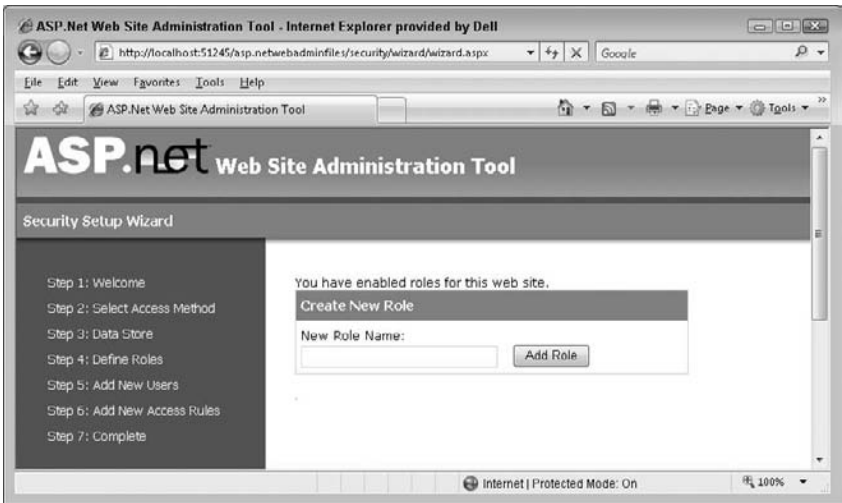 ASP.Net Web Site Administration Tool - Internet Explorer provided by Dell
http://localhost:51245/asp.netwebadminfiles/security/wizard/wizard.aspx
Google
File Edit View Favorites Tools Help
ASP.Net Web Site Administration Tool
Page Tools
ASP.net Web Site Administration Tool
Security Setup Wizard
Step 1: Welcome
Step 2: Select Access Method
Step 3: Data Store
Step 4: Define Roles
Step 5: Add New Users
Step 6: Add New Access Rules
Step 7: Complete
You have enabled roles for this web site.
Create New Role
New Role Name:
Add Role
Internet | Protected Mode: On
100%